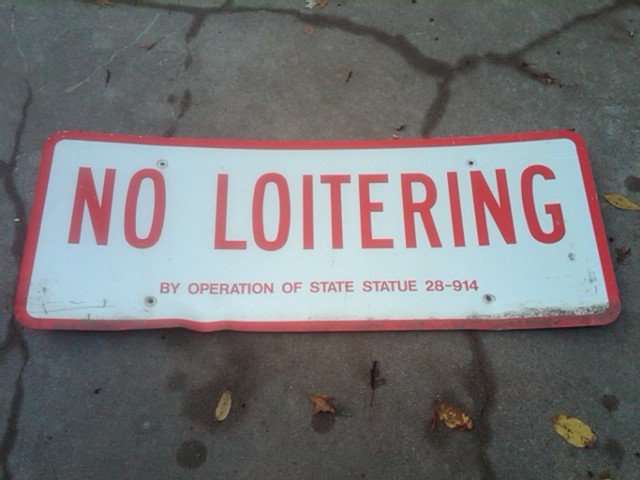 NO LOITERING
BY OPERATION OF STATE STATUE 28-914